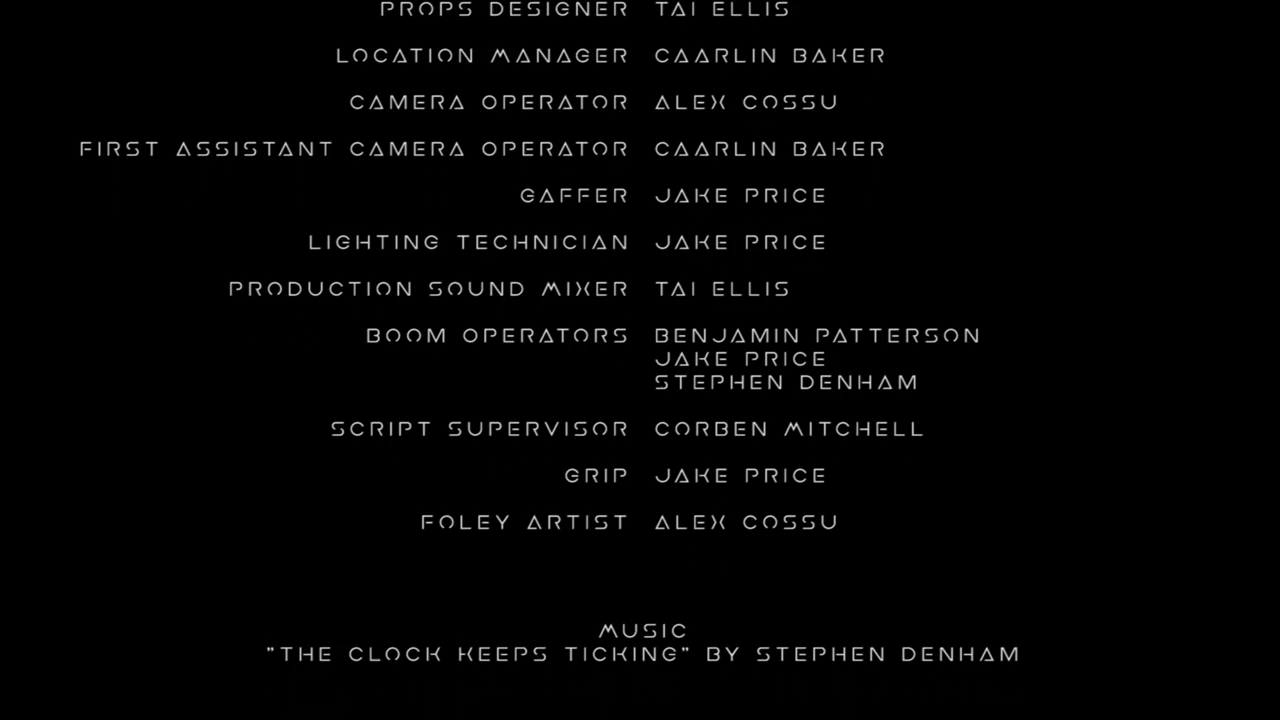 PROPS DESIGNER TAI ELLIS
LOCATION MANAGER CAARLIN BAKER
CAMERA OPERATOR ALEX COSSU
FIRST ASSISTANT CAMERA OPERATOR CAARLIN BAKER
GAFFER JAKE PRICE
LIGHTING TECHNICIAN JAKE PRICE
PRODUCTION SOUND MIXER TAI ELLIS
BOOM OPERATORS BENJAMIN PATTERSON
JAKE PRICE
STEPHEN DENHAM
SCRIPT SUPERVISOR CORBEN MITCHELL
GRIP JAKE PRICE
FOLEY ARTIST ALEX COSSU
MUSIC
"THE CLOCK KEEPS TICKING" BY STEPHEN DENHAM